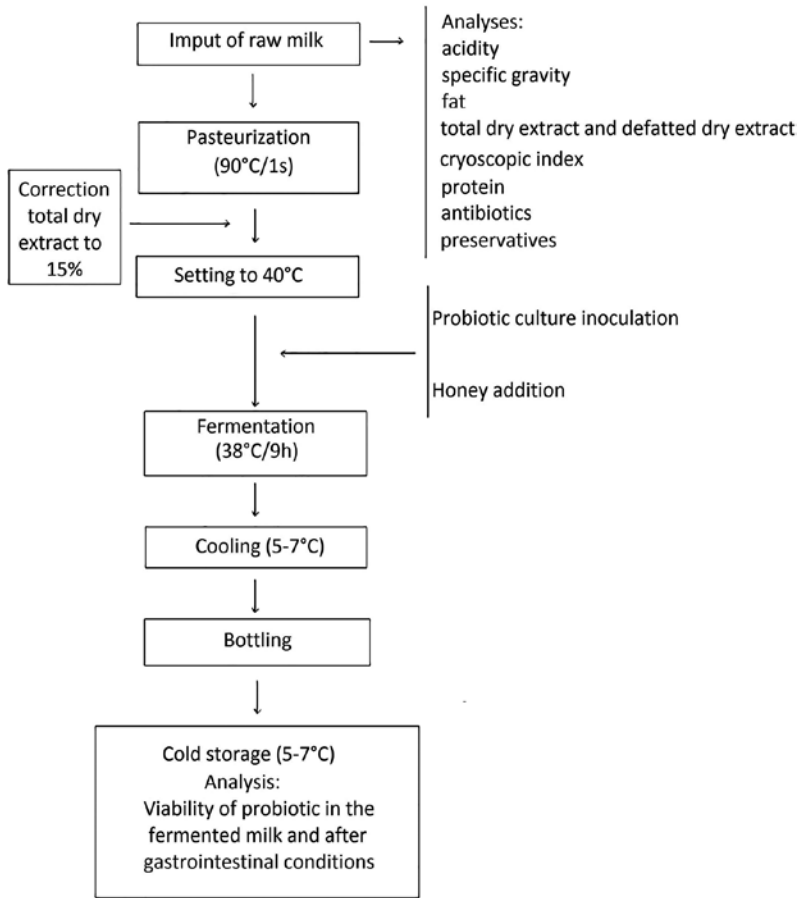 Imput of raw milk
Analyses:
acidity
specific gravity
fat
total dry extract and defatted dry extract
cryoscopic index
protein
antibiotics
preservatives
Pasteurization
(90°C/1s)
Correction
total dry
extract to
15%
Setting to 40°C
Probiotic culture inoculation
Honey addition
Fermentation
(38°C/9h)
Cooling (5-7°C)
Bottling
Cold storage (5-7°C)
Analysis:
Viability of probiotic in the
fermented milk and after
gastrointestinal conditions